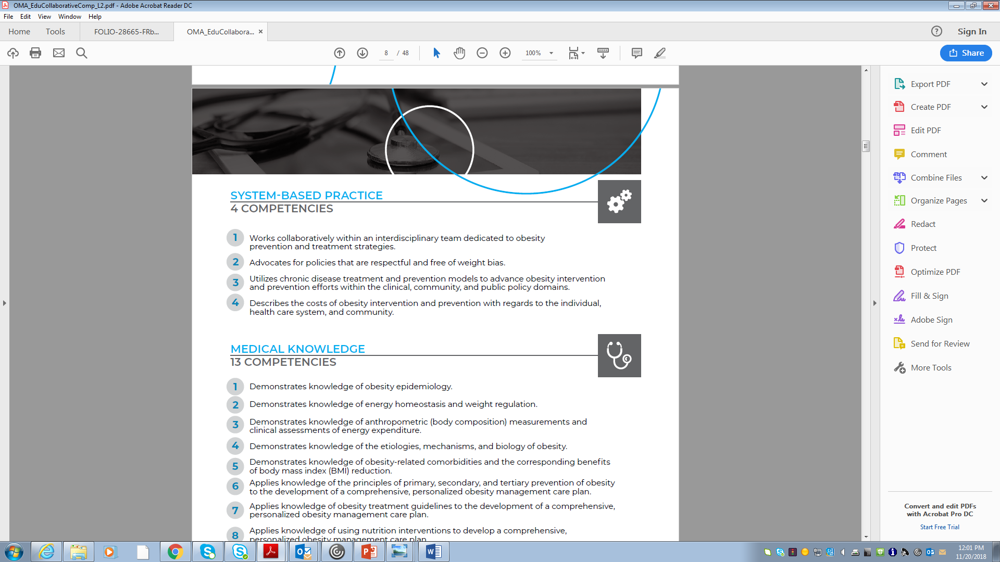 OMA_EduCollaborativeComp_L2.pdf - Adobe Acrobat Reader DC
File Edit View Window Help
Home Tools FOLIO-28665-FRb... OMA_EduCollabora... Sign In
8 / 48 100% Share
SYSTEM-BASED PRACTICE
4 COMPETENCIES
1 Works collaboratively within an interdisciplinary team dedicated to obesity
prevention and treatment strategies.
2 Advocates for policies that are respectful and free of weight bias.
3 Utilizes chronic disease treatment and prevention models to advance obesity intervention
and prevention efforts within the clinical, community, and public policy domains.
4 Describes the costs of obesity intervention and prevention with regards to the individual,
health care system, and community.
MEDICAL KNOWLEDGE
13 COMPETENCIES
1 Demonstrates knowledge of obesity epidemiology.
2 Demonstrates knowledge of energy homeostasis and weight regulation.
3 Demonstrates knowledge of anthropometric (body composition) measurements and
clinical assessments of energy expenditure.
4 Demonstrates knowledge of the etiologies, mechanisms, and biology of obesity.
5 Demonstrates knowledge of obesity-related comorbidities and the corresponding benefits
of body mass index (BMI) reduction.
6 Applies knowledge of the principles of primary, secondary, and tertiary prevention of obesity
to the development of a comprehensive, personalized obesity management care plan.
7 Applies knowledge of obesity treatment guidelines to the development of a comprehensive,
personalized obesity management care plan.
8 Applies knowledge of using nutrition interventions to develop a comprehensive,
personalized obesity management care plan.
Export PDF
Create PDF
Edit PDF
Comment
Combine Files
Organize Pages
Redact
Protect
Optimize PDF
Fill & Sign
Adobe Sign
Send for Review
More Tools
Convert and edit PDFs
with Acrobat Pro DC
Start Free Trial
12:01 PM
11/20/2018